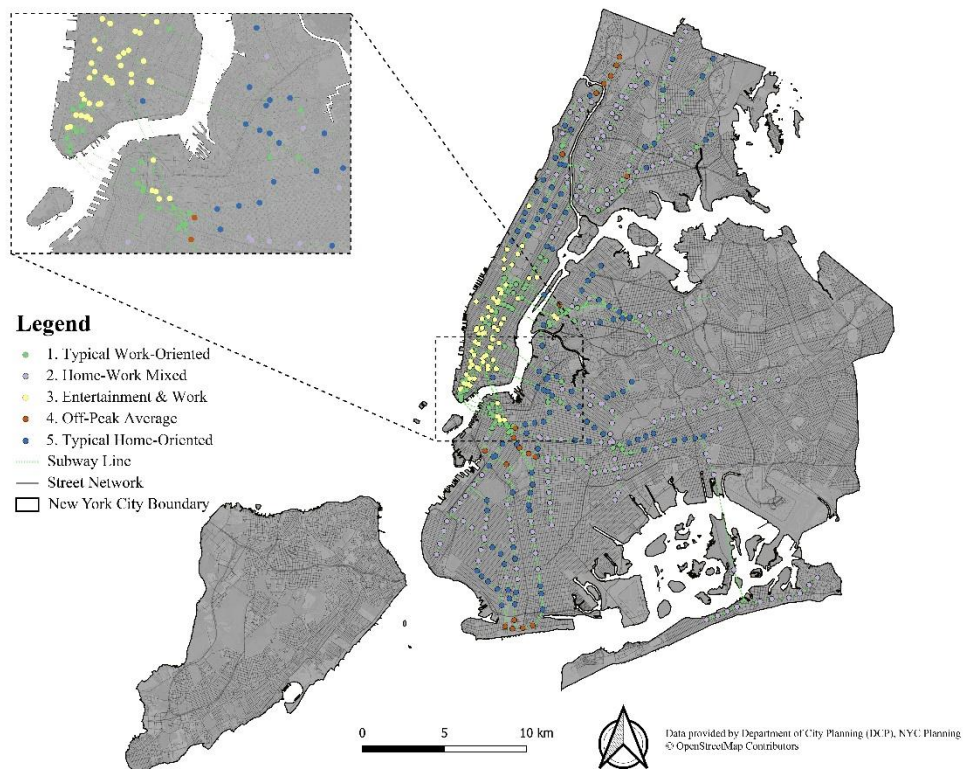 Legend
1. Typical Work-Oriented
2. Home-Work Mixed
3. Entertainment & Work
4. Off-Peak Average
5. Typical Home-Oriented
Subway Line
Street Network
New York City Boundary
0 5 10 km
Data provided by Department of City Planning (DCP), NYC Planning
© OpenStreetMap Contributors